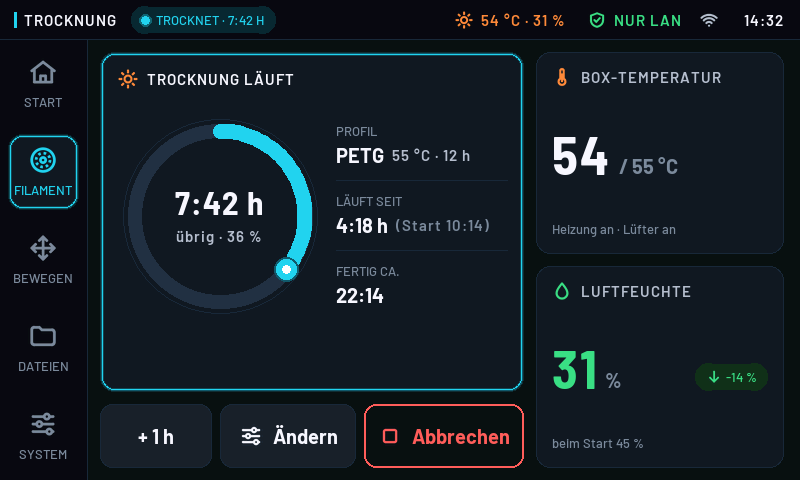 TROCKNUNG
TROCKNET · 7:42 H
54 °C · 31 %
NUR LAN
14:32
START
FILAMENT
BEWEGEN
DATEIEN
SYSTEM
TROCKNUNG LÄUFT
7:42 h
übrig · 36 %
PROFIL
PETG 55 °C · 12 h
LÄUFT SEIT
4:18 h (Start 10:14)
FERTIG CA.
22:14
+ 1 h
Ändern
Abbrechen
BOX-TEMPERATUR
54 / 55 °C
Heizung an · Lüfter an
LUFTFEUCHTE
31 %
-14 %
beim Start 45 %